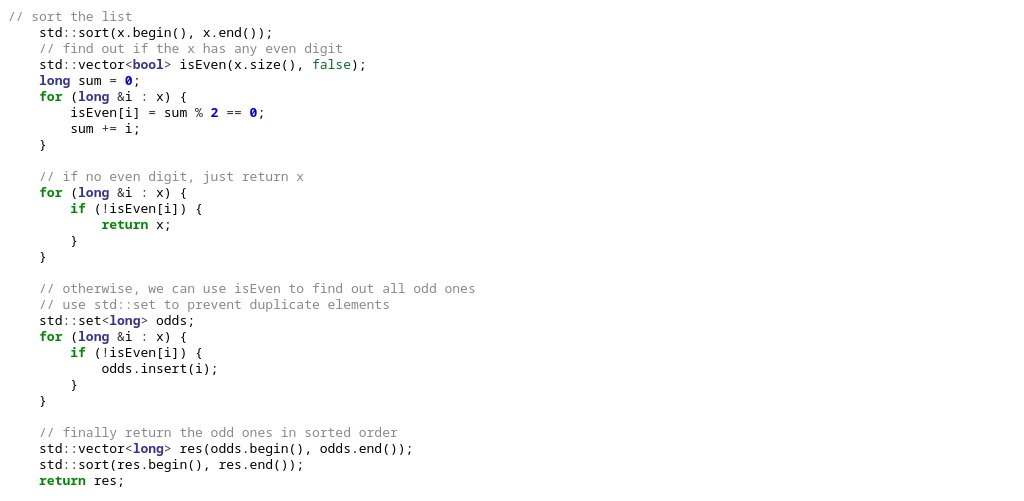 // sort the list
    std::sort(x.begin(), x.end());
    // find out if the x has any even digit
    std::vector<bool> isEven(x.size(), false);
    long sum = 0;
    for (long &i : x) {
        isEven[i] = sum % 2 == 0;
        sum += i;
    }

    // if no even digit, just return x
    for (long &i : x) {
        if (!isEven[i]) {
            return x;
        }
    }

    // otherwise, we can use isEven to find out all odd ones
    // use std::set to prevent duplicate elements
    std::set<long> odds;
    for (long &i : x) {
        if (!isEven[i]) {
            odds.insert(i);
        }
    }

    // finally return the odd ones in sorted order
    std::vector<long> res(odds.begin(), odds.end());
    std::sort(res.begin(), res.end());
    return res;